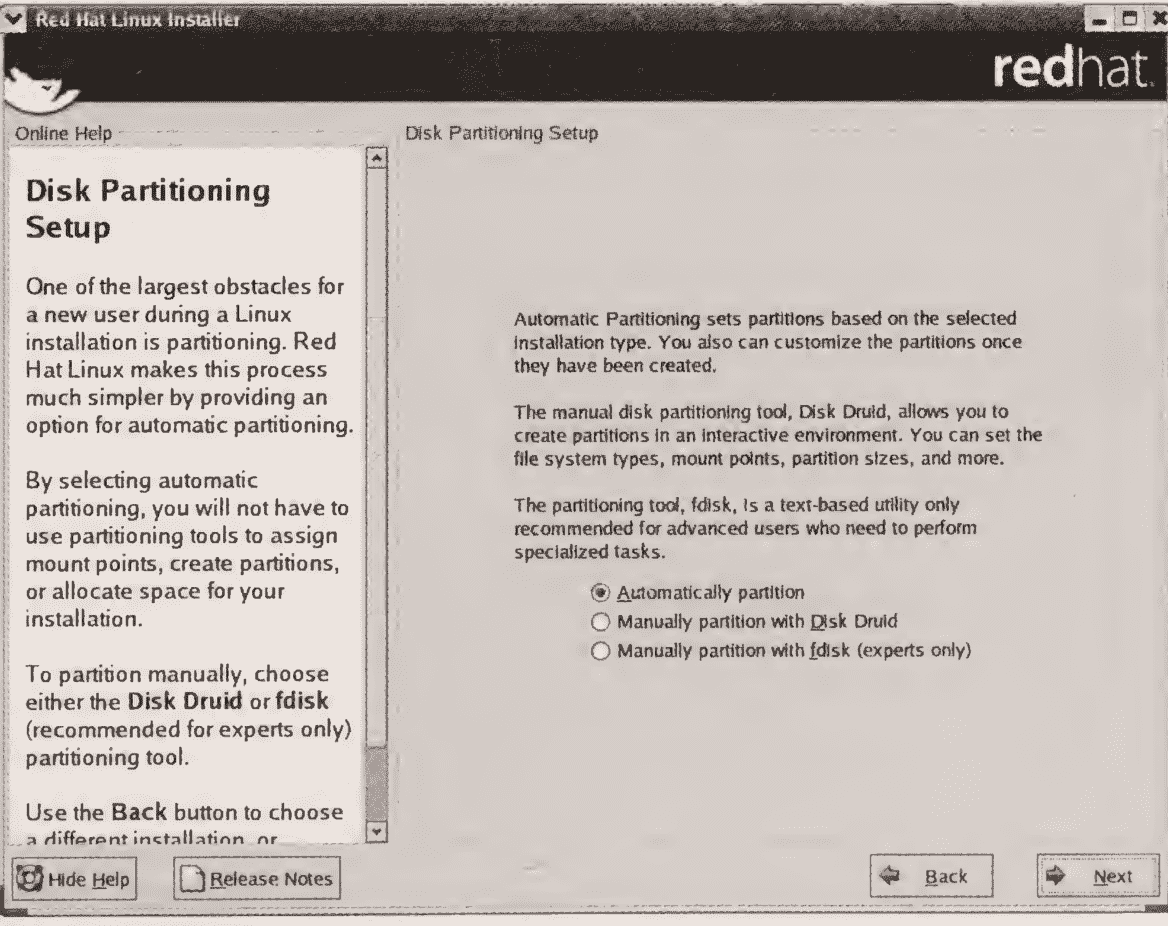 Red Hat Linux Installer
redhat.
Online Help
Disk Partitioning
Setup
One of the largest obstacles for
a new user during a Linux
installation is partitioning. Red
Hat Linux makes this process
much simpler by providing an
option for automatic partitioning.
By selecting automatic
partitioning, you will not have to
use partitioning tools to assign
mount points, create partitions,
or allocate space for your
installation.
To partition manually, choose
either the Disk Druid or fdisk
(recommended for experts only)
partitioning tool.
Use the Back button to choose
a different installation, or
Disk Partitioning Setup
Automatic Partitioning sets partitions based on the selected
installation type. You also can customize the partitions once
they have been created.
The manual disk partitioning tool, Disk Druid, allows you to
create partitions in an interactive environment. You can set the
file system types, mount points, partition sizes, and more.
The partitioning tool, fdisk, is a text-based utility only
recommended for advanced users who need to perform
specialized tasks.
Automatically partition
Manually partition with Disk Druid
Manually partition with fdisk (experts only)
Hide Help
Release Notes
Back
Next